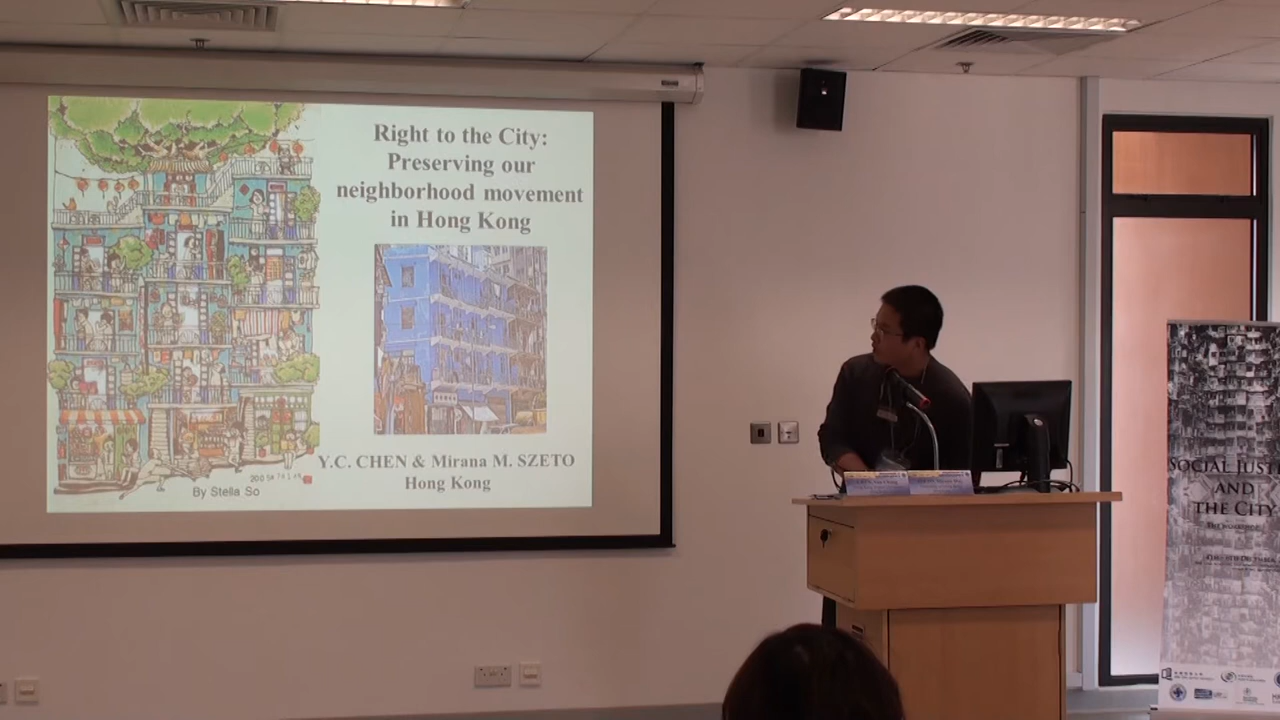 Right to the City:
Preserving our
neighborhood movement
in Hong Kong
Y.C. CHEN & Mirana M. SZETO
Hong Kong
By Stella So
SOCIAL JUSTI
AND
THE CITY